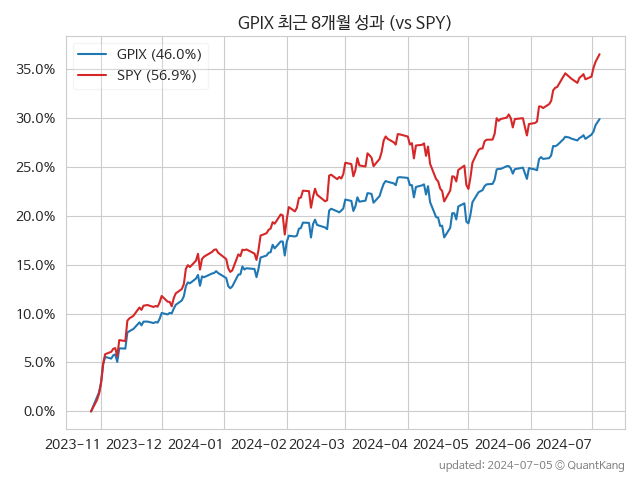 GPIX 최근 8개월 성과 (vs SPY)
GPIX (46.0%)
SPY (56.9%)
35.0%
30.0%
25.0%
20.0%
15.0%
10.0%
5.0%
0.0%
2023-11 2023-12 2024-01 2024-02 2024-03 2024-04 2024-05 2024-06 2024-07
updated: 2024-07-05 © QuantKang